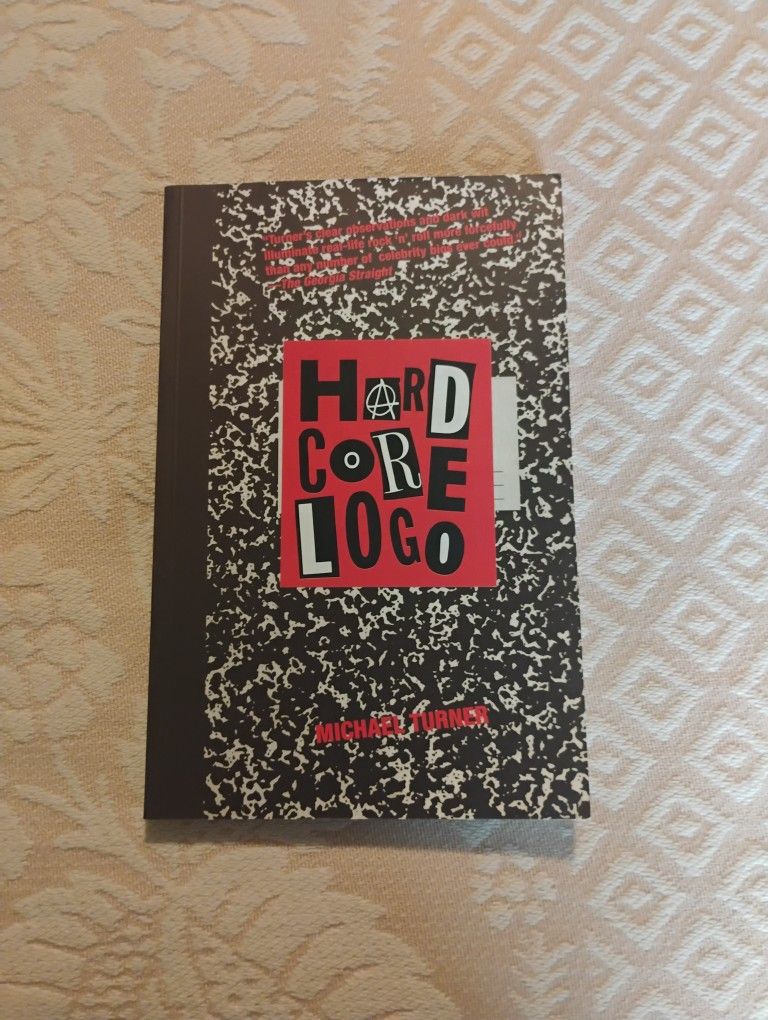 "Turner's clear observations and dark wit
illuminate real-life rock 'n' roll more forcefully
than any number of celebrity bios ever could."
—The Georgia Straight
HARD
CORE
LOGO
MICHAEL TURNER